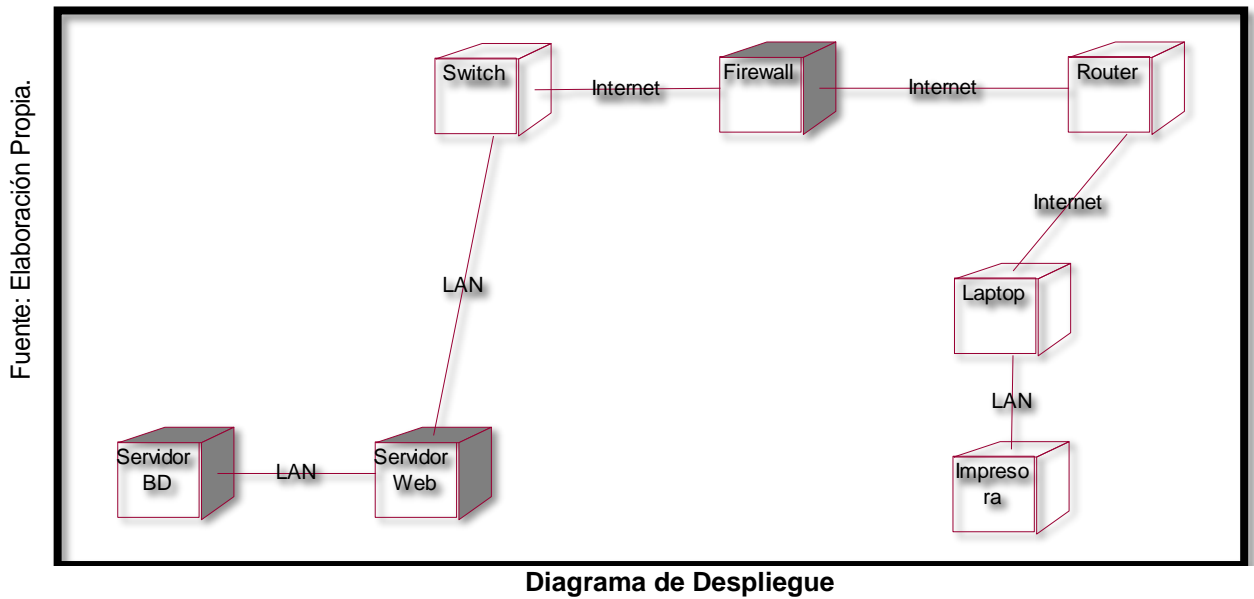 Fuente: Elaboración Propia.
Switch
Internet
Firewall
Internet
Router
Internet
LAN
Laptop
LAN
Servidor
BD
LAN
Servidor
Web
Impreso
ra
Diagrama de Despliegue